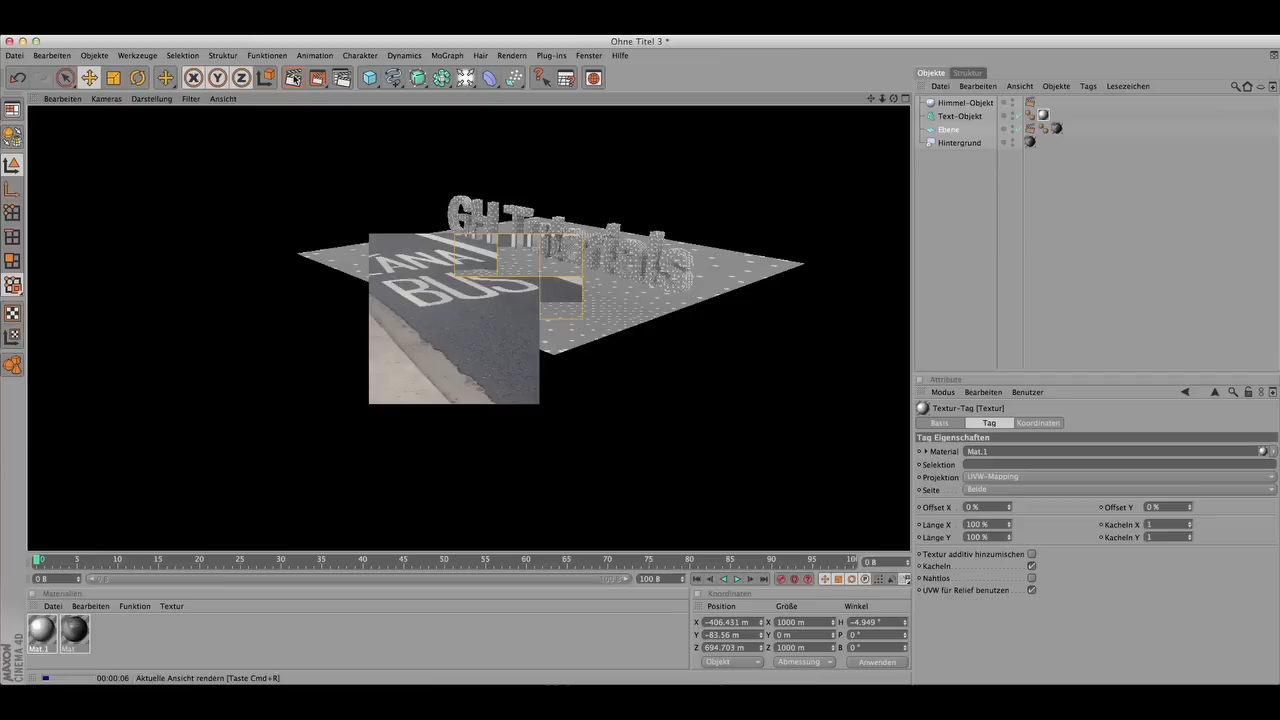 Ohne Titel 3 *
Datei Bearbeiten Objekte Werkzeuge Selektion Struktur Funktionen Animation Charakter Dynamics MoGraph Hair Rendern Plug-ins Fenster Hilfe
Objekte Struktur
Datei Bearbeiten Ansicht Objekte Tags Lesezeichen
Bearbeiten Kameras Darstellung Filter Ansicht
Himmel-Objekt
Text-Objekt
Ebene
Hintergrund
GH Tutorials
TANA
BUS
Attribute
Modus Bearbeiten Benutzer
Textur-Tag [Textur]
Basis Tag Koordinaten
Tag Eigenschaften
Material Mat.1
Selektion
Projektion UVW-Mapping
Seite Beide
Offset X 0 % Offset Y 0 %
Länge X 100 % Kacheln X 1
Länge Y 100 % Kacheln Y 1
Textur additiv hinzumischen
Kacheln
Nahtlos
UVW für Relief benutzen
0 5 10 15 20 25 30 35 40 45 50 55 60 65 70 75 80 85 90 95 100 0 B
0 B 0 B 100 B 100 B
Materialien
Datei Bearbeiten Funktion Textur
Mat.1 Mat
Koordinaten
Position Größe Winkel
X -406.431 m X 1000 m H -4.949 °
Y -83.56 m Y 0 m P 0 °
Z 694.703 m Z 1000 m B 0 °
Objekt Abmessung Anwenden
MAXON
CINEMA 4D
00:00:06 Aktuelle Ansicht rendern [Taste Cmd+R]